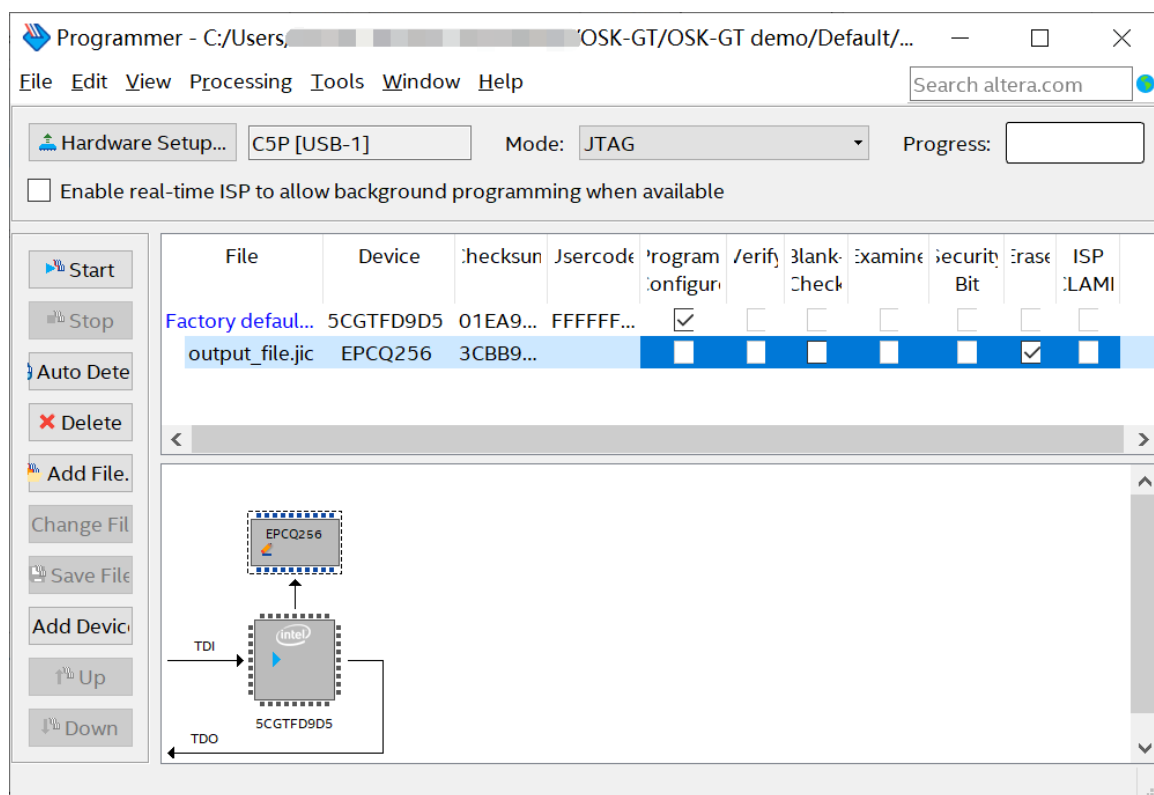 Programmer - C:/Users/ /OSK-GT/OSK-GT demo/Default/...
File Edit View Processing Tools Window Help
Search altera.com
Hardware Setup... C5P [USB-1] Mode: JTAG Progress:
Enable real-time ISP to allow background programming when available
Start
Stop
Auto Dete
Delete
Add File.
Change Fil
Save File
Add Devic
Up
Down
File Device Checksum Usercode Program/ Verify Blank- Examine Security Erase ISP
Configure Check Bit CLAMP
Factory defaul... 5CGTFD9D5 01EA9... FFFFFF...
output_file.jic EPCQ256 3CBB9...
EPCQ256
intel
TDI
5CGTFD9D5
TDO